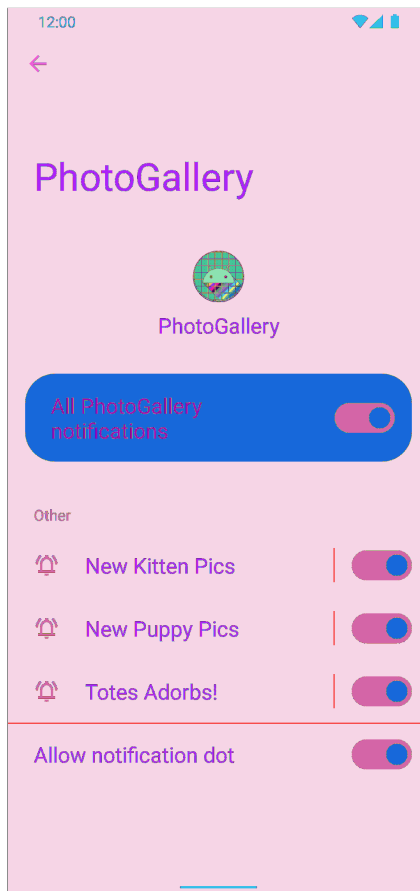 12:00
PhotoGallery
PhotoGallery
All PhotoGallery
notifications
Other
New Kitten Pics
New Puppy Pics
Totes Adorbs!
Allow notification dot